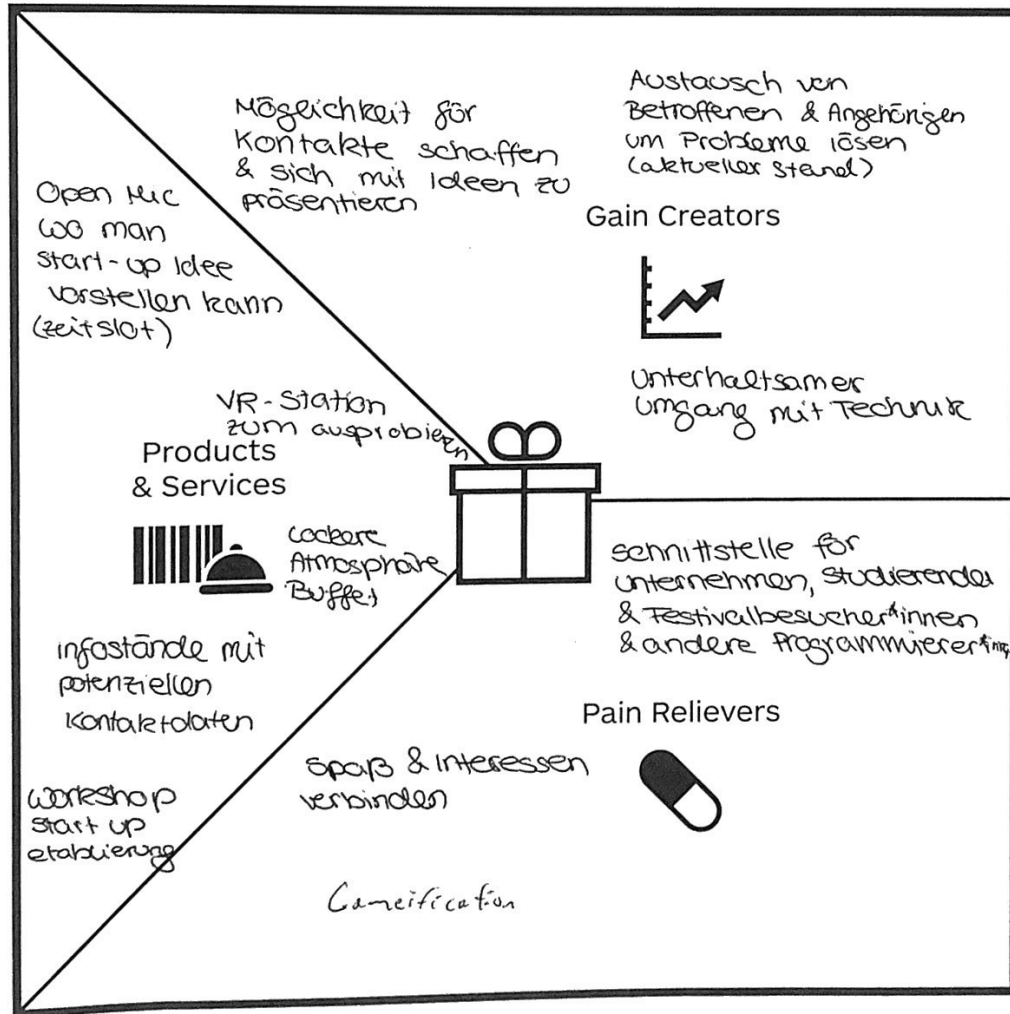 Möglichkeit für
Kontakte schaffen
& sich mit Ideen zu
präsentieren
Austausch von
Betroffenen & Angehörigen
um Probleme lösen
(aktueller Stand)
Gain Creators
Unterhaltsamer
Umgang mit Technik
Open Mic
wo man
start-up Idee
vorstellen kann
(zeitslot)
VR-Station
zum ausprobieren
Products
& Services
Lockere
Atmosphäre
Buffet
infostände mit
potenziellen
Kontaktdaten
workshop
start up
etablierung
schnittstelle für
unternehmen, Studierende
& Festivalbesucher*innen
& andere Programmierer*innen
Pain Relievers
Spaß & Interessen
verbinden
Gameification